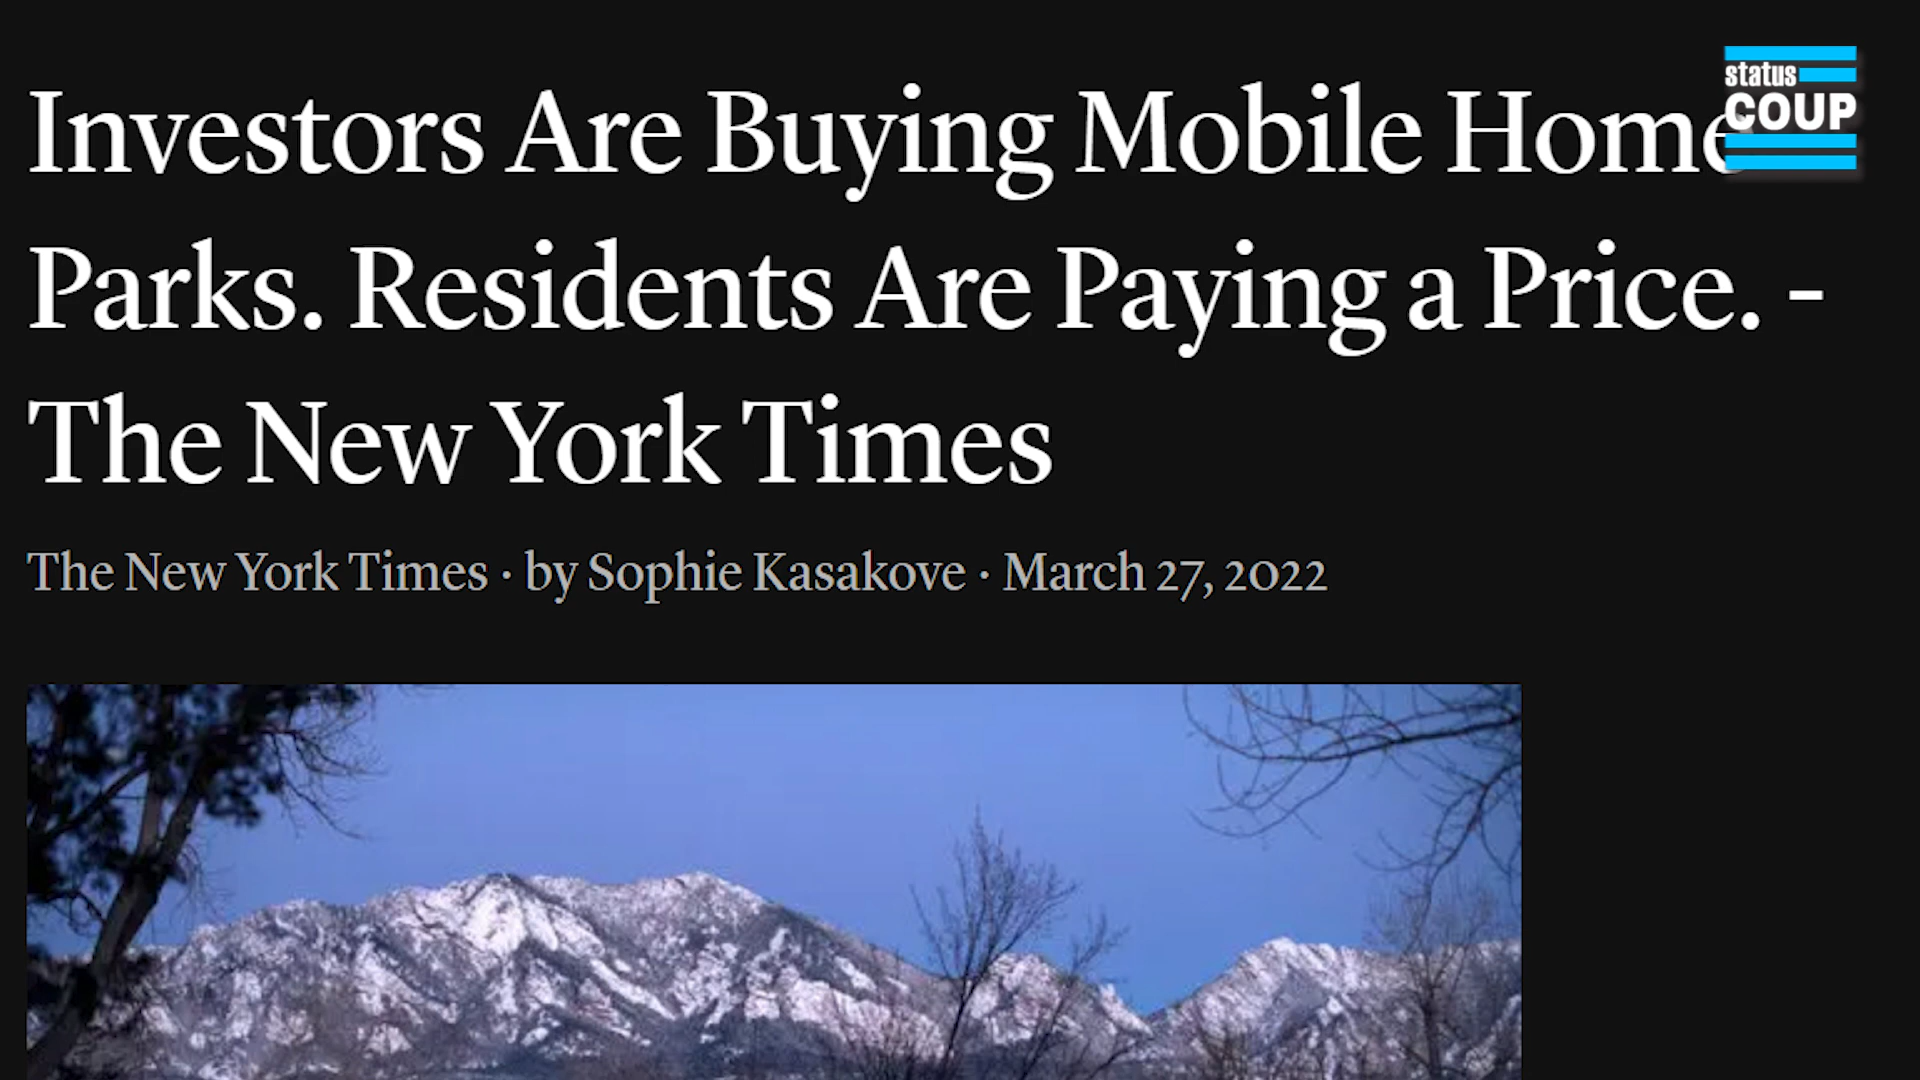 Investors Are Buying Mobile Home
Parks. Residents Are Paying a Price. -
The New York Times
The New York Times · by Sophie Kasakove · March 27, 2022
status
COUP